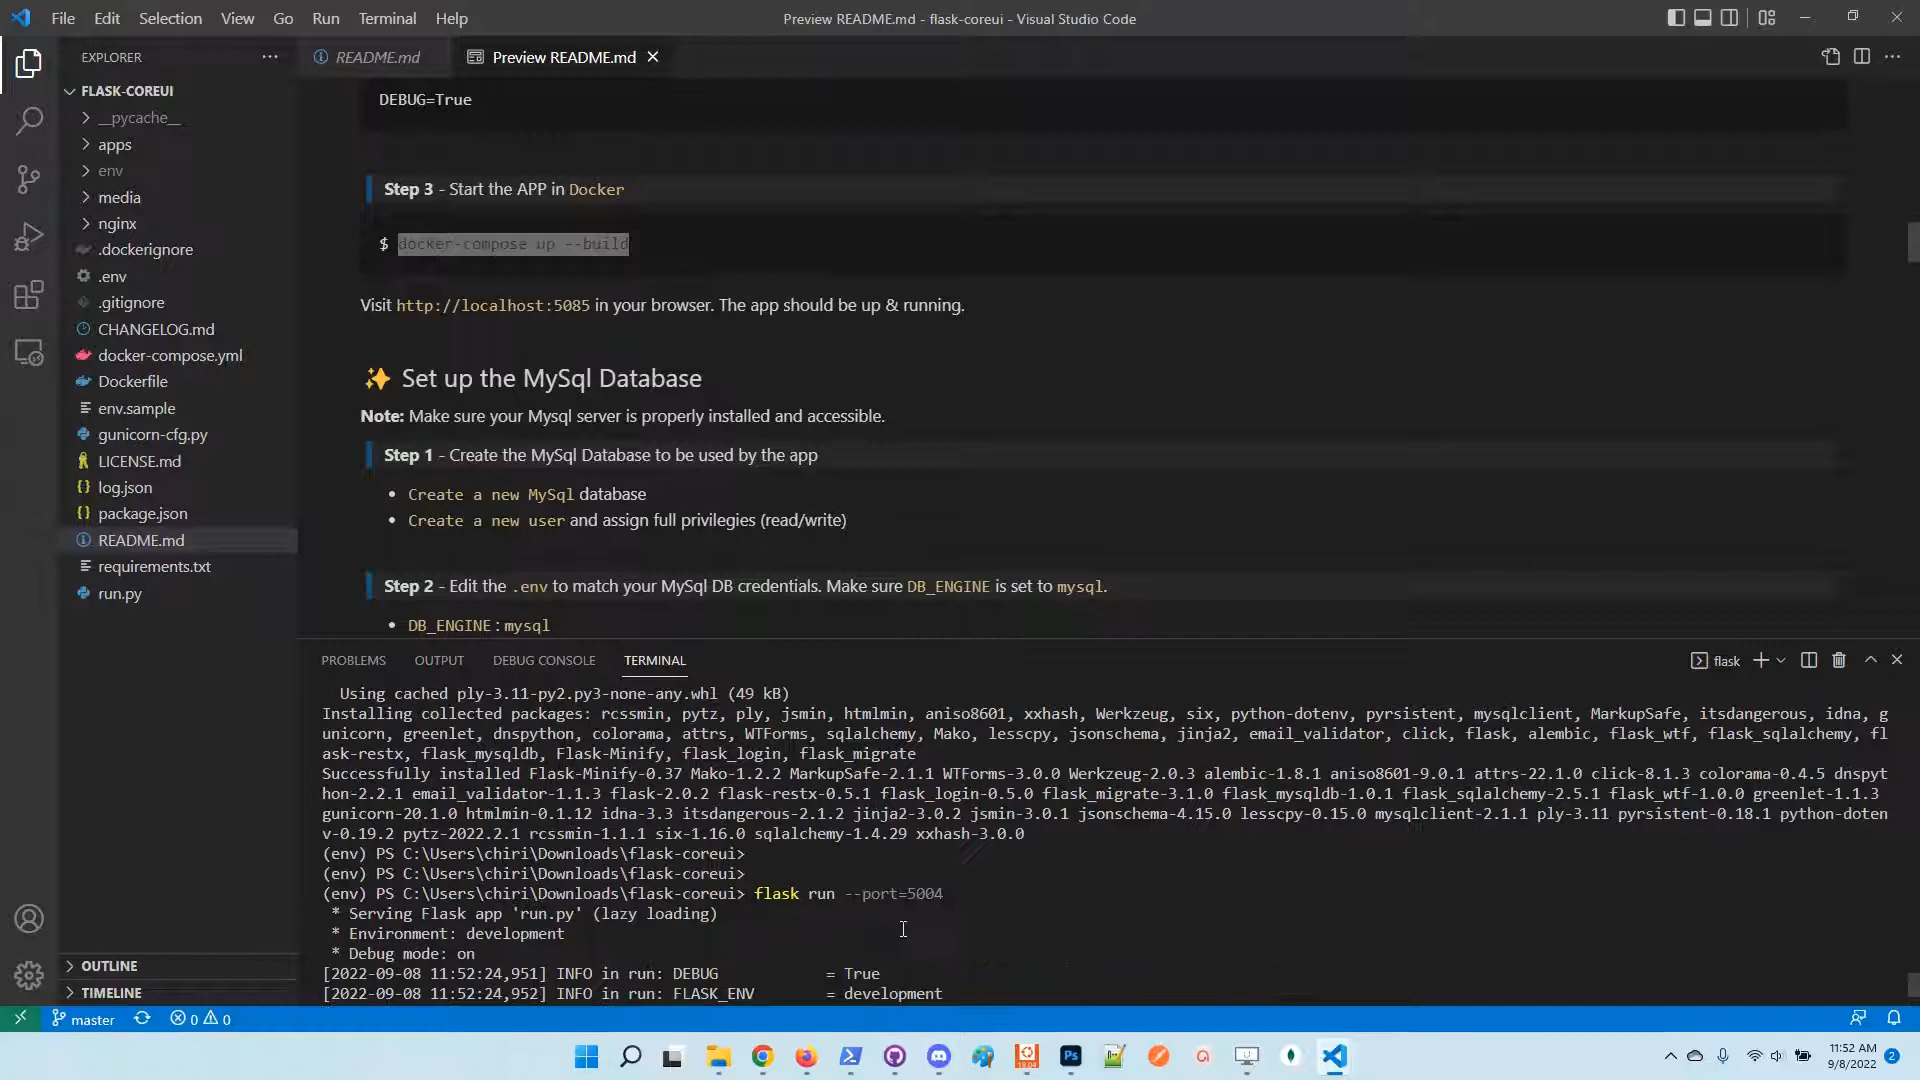 File Edit Selection View Go Run Terminal Help
Preview README.md - flask-coreui - Visual Studio Code
EXPLORER
README.md
Preview README.md
FLASK-COREUI
__pycache__
apps
env
media
nginx
.dockerignore
.env
.gitignore
CHANGELOG.md
docker-compose.yml
Dockerfile
env.sample
gunicorn-cfg.py
LICENSE.md
log.json
package.json
README.md
requirements.txt
run.py
OUTLINE
TIMELINE
DEBUG=True
Step 3 - Start the APP in Docker
$ docker-compose up --build
Visit http://localhost:5085 in your browser. The app should be up & running.
✨ Set up the MySql Database
Note: Make sure your Mysql server is properly installed and accessible.
Step 1 - Create the MySql Database to be used by the app
• Create a new MySql database
• Create a new user and assign full privilegies (read/write)
Step 2 - Edit the .env to match your MySql DB credentials. Make sure DB_ENGINE is set to mysql.
• DB_ENGINE : mysql
PROBLEMS OUTPUT DEBUG CONSOLE TERMINAL
flask
Using cached ply-3.11-py2.py3-none-any.whl (49 kB)
Installing collected packages: rcssmin, pytz, ply, jsmin, htmlmin, aniso8601, xxhash, Werkzeug, six, python-dotenv, pyrsistent, mysqlclient, MarkupSafe, itsdangerous, idna, g
unicorn, greenlet, dnspython, colorama, attrs, WTForms, sqlalchemy, Mako, lesscpy, jsonschema, jinja2, email_validator, click, flask, alembic, flask_wtf, flask_sqlalchemy, fl
ask-restx, flask_mysqldb, Flask-Minify, flask_login, flask_migrate
Successfully installed Flask-Minify-0.37 Mako-1.2.2 MarkupSafe-2.1.1 WTForms-3.0.0 Werkzeug-2.0.3 alembic-1.8.1 aniso8601-9.0.1 attrs-22.1.0 click-8.1.3 colorama-0.4.5 dnspyt
hon-2.2.1 email_validator-1.1.3 flask-2.0.2 flask-restx-0.5.1 flask_login-0.5.0 flask_migrate-3.1.0 flask_mysqldb-1.0.1 flask_sqlalchemy-2.5.1 flask_wtf-1.0.0 greenlet-1.1.3
gunicorn-20.1.0 htmlmin-0.1.12 idna-3.3 itsdangerous-2.1.2 jinja2-3.0.2 jsmin-3.0.1 jsonschema-4.15.0 lesscpy-0.15.0 mysqlclient-2.1.1 ply-3.11 pyrsistent-0.18.1 python-doten
v-0.19.2 pytz-2022.2.1 rcssmin-1.1.1 six-1.16.0 sqlalchemy-1.4.29 xxhash-3.0.0
(env) PS C:\Users\chiri\Downloads\flask-coreui>
(env) PS C:\Users\chiri\Downloads\flask-coreui>
(env) PS C:\Users\chiri\Downloads\flask-coreui> flask run --port=5004
* Serving Flask app 'run.py' (lazy loading)
* Environment: development
* Debug mode: on
[2022-09-08 11:52:24,951] INFO in run: DEBUG = True
[2022-09-08 11:52:24,952] INFO in run: FLASK_ENV = development
master
0 0
Ps
18.04
11:52 AM
9/8/2022
2